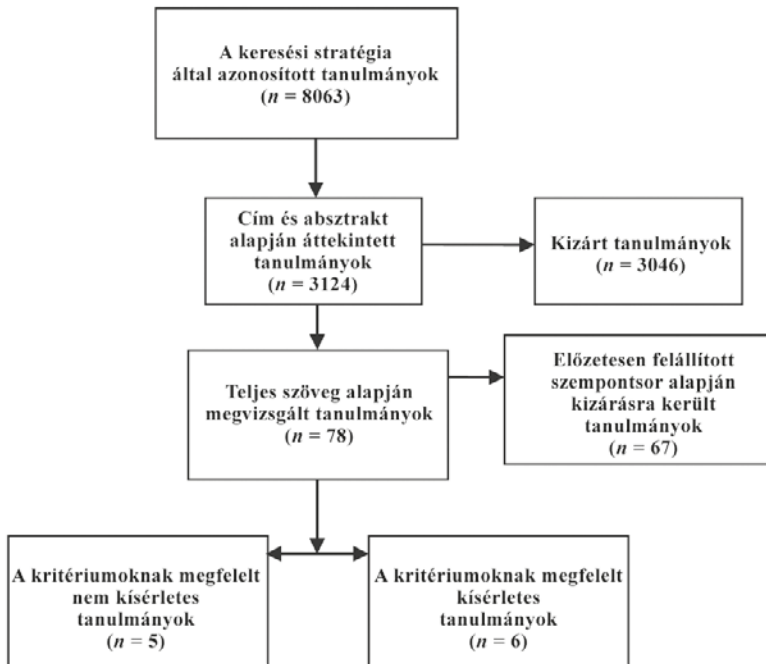 A keresési stratégia
által azonosított tanulmányok
(n = 8063)
Cím és absztrakt
alapján áttekintett
tanulmányok
(n = 3124)
Kizárt tanulmányok
(n = 3046)
Teljes szöveg alapján
megvizsgált tanulmányok
(n = 78)
Előzetesen felállított
szempontsor alapján
kizárásra került
tanulmányok
(n = 67)
A kritériumoknak megfelelt
nem kísérletes
tanulmányok
(n = 5)
A kritériumoknak megfelelt
kísérletes
tanulmányok
(n = 6)